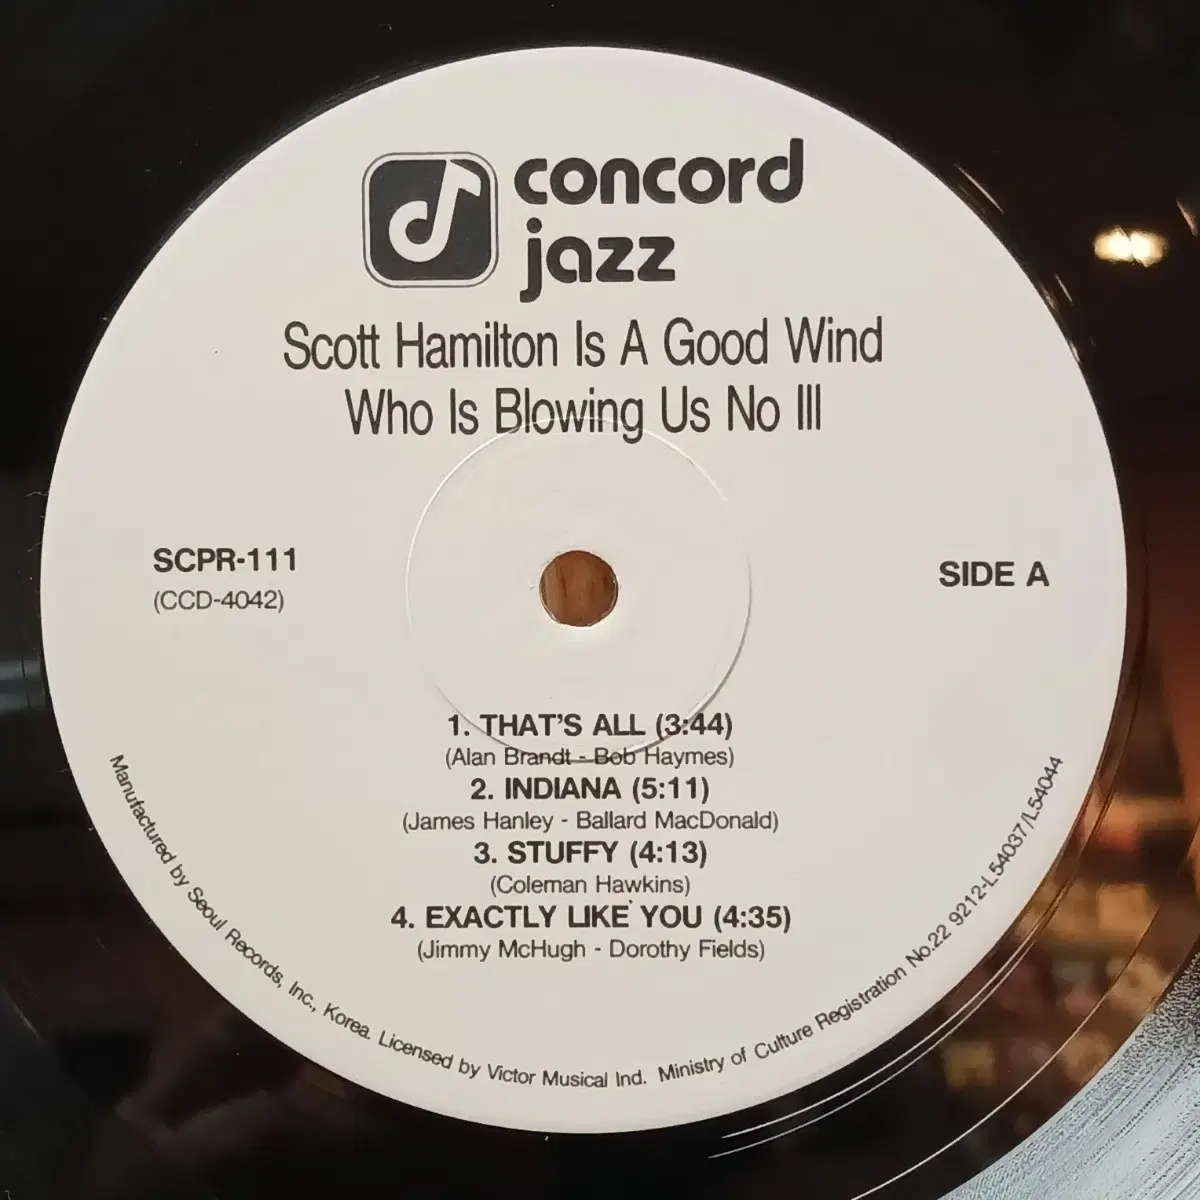 concord
jazz
Scott Hamilton Is A Good Wind
Who Is Blowing Us No Ill
SCPR-111
(CCD-4042)
SIDE A
1. THAT'S ALL (3:44)
(Alan Brandt - Bob Haymes)
2. INDIANA (5:11)
(James Hanley - Ballard MacDonald)
3. STUFFY (4:13)
(Coleman Hawkins)
4. EXACTLY LIKE YOU (4:35)
(Jimmy McHugh - Dorothy Fields)
Manufactured by Seoul Records, Inc., Korea. Licensed by Victor Musical Ind. Ministry of Culture Registration No.22 9212-L54037/L54044